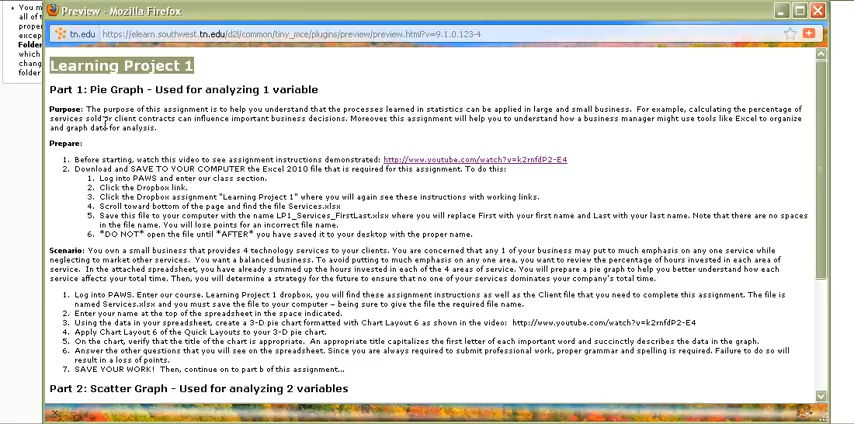 You m
all of t
proper
excep
Folder
which
chang
folder
Preview - Mozilla Firefox
tn.edu https://elearn.southwest.tn.edu/d2l/common/tiny_mce/plugins/preview/preview.html?v=9.1.0.123-4
Learning Project 1
Part 1: Pie Graph - Used for analyzing 1 variable
Purpose: The purpose of this assignment is to help you understand that the processes learned in statistics can be applied in large and small business. For example, calculating the percentage of
services sold or client contracts can influence important business decisions. Moreover, this assignment will help you to understand how a business manager might use tools like Excel to organize
and graph data for analysis.
Prepare:
1. Before starting, watch this video to see assignment instructions demonstrated: http://www.youtube.com/watch?v=k2rnfdP2-E4
2. Download and SAVE TO YOUR COMPUTER the Excel 2010 file that is required for this assignment. To do this:
1. Log into PAWS and enter our class section.
2. Click the Dropbox link.
3. Click the Dropbox assignment "Learning Project 1" where you will again see these instructions with working links.
4. Scroll toward bottom of the page and find the file Services.xlsx
5. Save this file to your computer with the name LP1_Services_FirstLast.xlsx where you will replace First with your first name and Last with your last name. Note that there are no spaces
in the file name. You will lose points for an incorrect file name.
6. *DO NOT* open the file until *AFTER* you have saved it to your desktop with the proper name.
Scenario: You own a small business that provides 4 technology services to your clients. You are concerned that any 1 of your business may put to much emphasis on any one service while
neglecting to market other services. You want a balanced business. To avoid putting to much emphasis on any one area, you want to review the percentage of hours invested in each area of
service. In the attached spreadsheet, you have already summed up the hours invested in each of the 4 areas of service. You will prepare a pie graph to help you better understand how each
service affects your total time. Then, you will determine a strategy for the future to ensure that no one of your services dominates your company's total time.
1. Log into PAWS. Enter our course. Learning Project 1 dropbox, you will find these assignment instructions as well as the Client file that you need to complete this assignment. The file is
named Services.xlsx and you must save the file to your computer – being sure to give the file the required file name.
2. Enter your name at the top of the spreadsheet in the space indicated.
3. Using the data in your spreadsheet, create a 3-D pie chart formatted with Chart Layout 6 as shown in the video: http://www.youtube.com/watch?v=k2rnfdP2-E4
4. Apply Chart Layout 6 of the Quick Layouts to your 3-D pie chart.
5. On the chart, verify that the title of the chart is appropriate. An appropriate title capitalizes the first letter of each important word and succinctly describes the data in the graph.
6. Answer the other questions that you will see on the spreadsheet. Since you are always required to submit professional work, proper grammar and spelling is required. Failure to do so will
result in a loss of points.
7. SAVE YOUR WORK! Then, continue on to part b of this assignment...
Part 2: Scatter Graph - Used for analyzing 2 variables